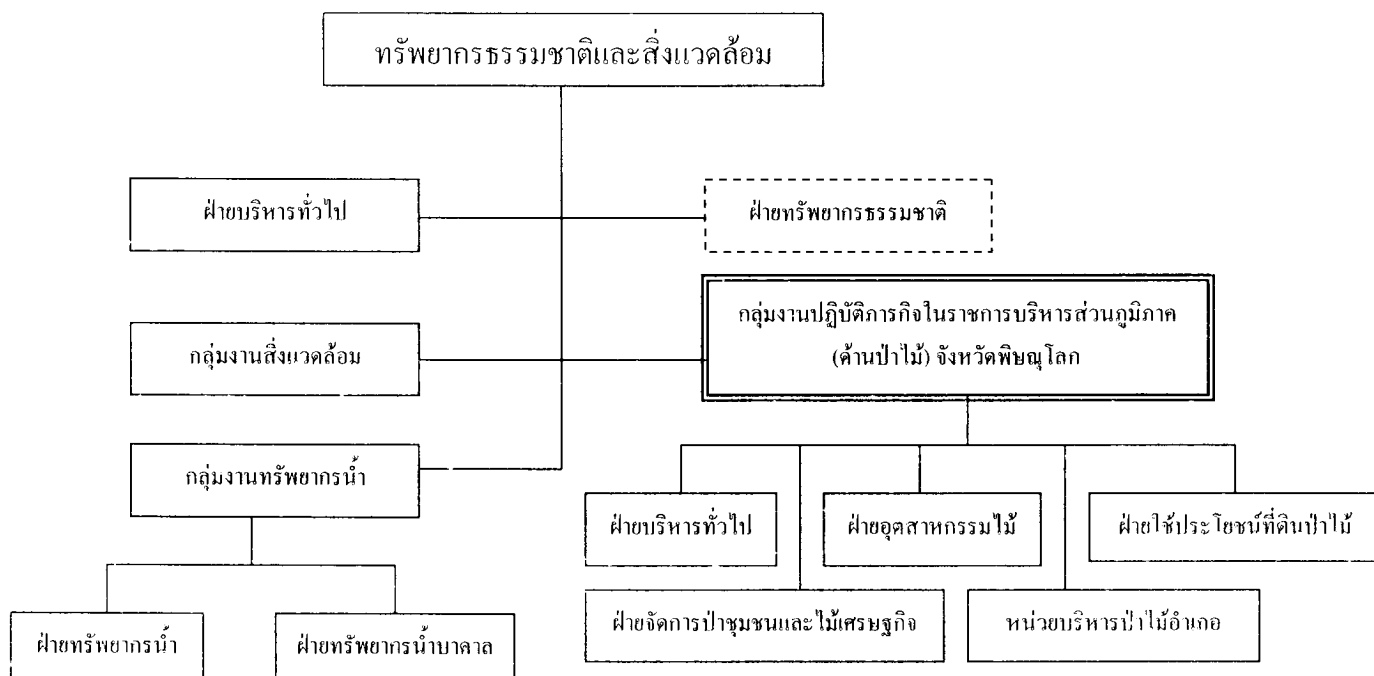 ทรัพยากรธรรมชาติและสิ่งแวดล้อม
ฝ่ายบริหารทั่วไป
ฝ่ายทรัพยากรธรรมชาติ
กลุ่มงานสิ่งแวดล้อม
กลุ่มงานปฏิบัติภารกิจในราชการบริหารส่วนภูมิภาค
(ด้านป่าไม้) จังหวัดพิษณุโลก
กลุ่มงานทรัพยากรน้ำ
ฝ่ายบริหารทั่วไป
ฝ่ายอุตสาหกรรมไม้
ฝ่ายใช้ประโยชน์ที่ดินป่าไม้
ฝ่ายทรัพยากรน้ำ
ฝ่ายทรัพยากรน้ำบาดาล
ฝ่ายจัดการป่าชุมชนและไม้เศรษฐกิจ
หน่วยบริหารป่าไม้อำเภอ